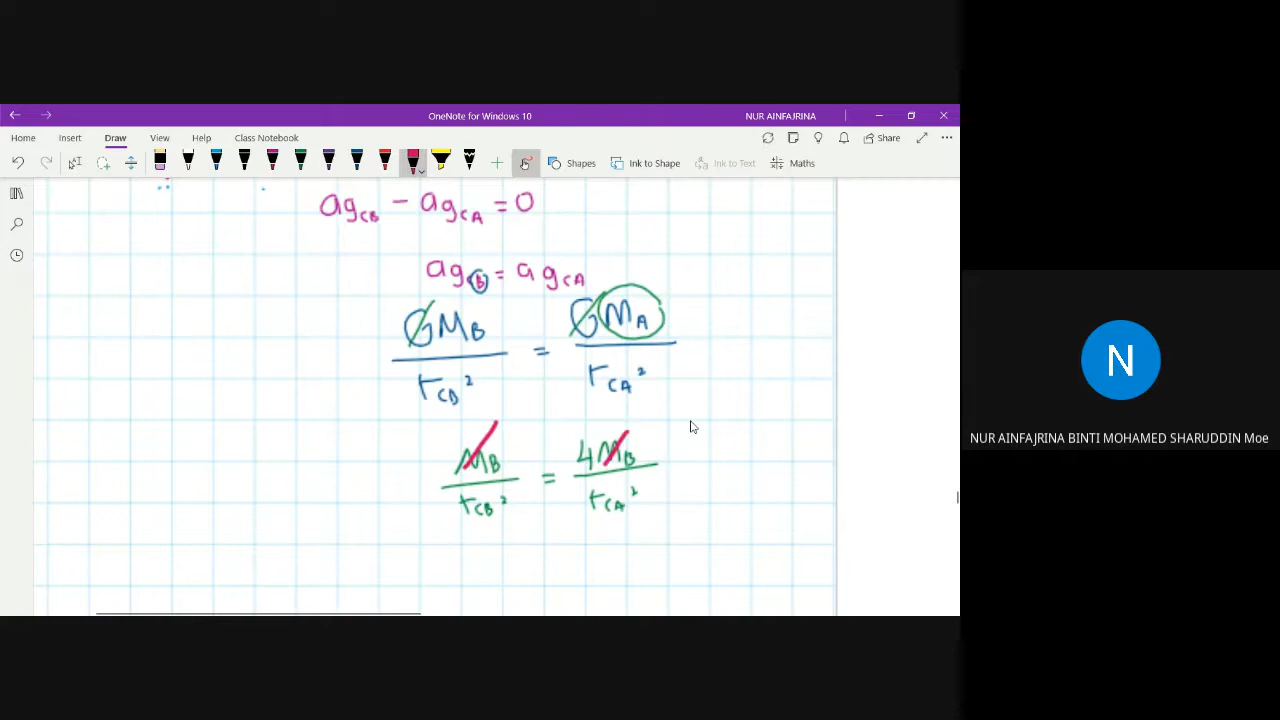 OneNote for Windows 10
NUR AINFAJRINA
Home Insert Draw View Help Class Notebook
Share
Shapes Ink to Shape Ink to Text Maths
ag_CB - ag_CA = 0
ag_CB = ag_CA
GM_B / r_CB² = GM_A / r_CA²
M_B / r_CB² = 4M_B / r_CA²
N
NUR AINFAJRINA BINTI MOHAMED SHARUDDIN Moe